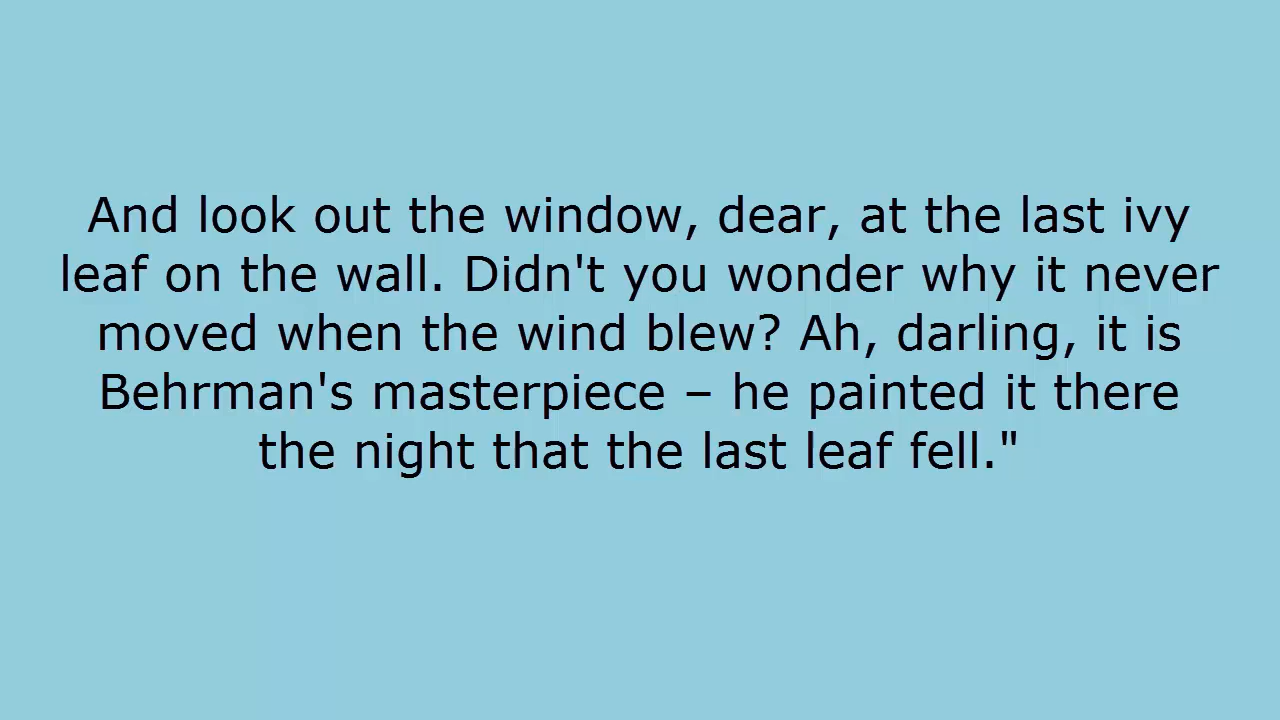 And look out the window, dear, at the last ivy
leaf on the wall. Didn't you wonder why it never
moved when the wind blew? Ah, darling, it is
Behrman's masterpiece – he painted it there
the night that the last leaf fell."